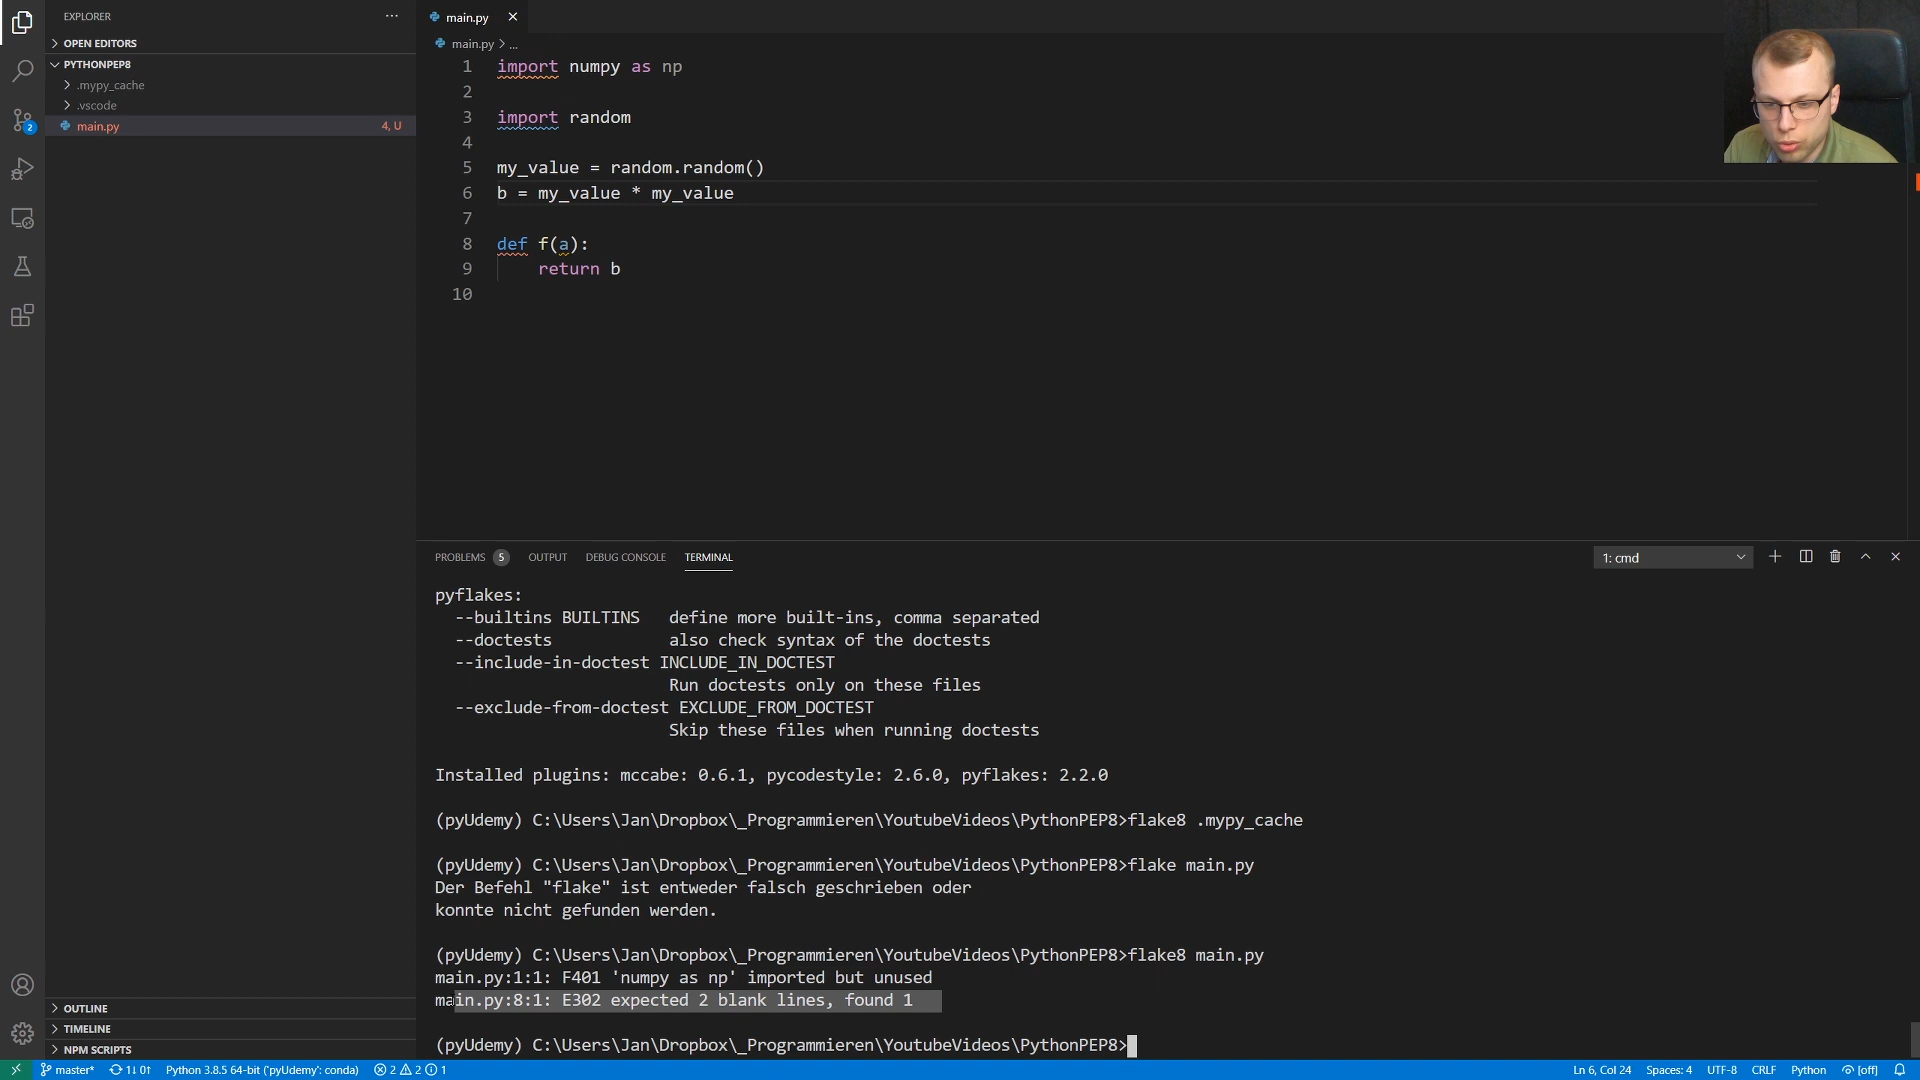 EXPLORER
OPEN EDITORS
PYTHONPEP8
.mypy_cache
.vscode
main.py 4, U
OUTLINE
TIMELINE
NPM SCRIPTS
2
main.py
main.py > ...
1 import numpy as np
2
3 import random
4
5 my_value = random.random()
6 b = my_value * my_value
7
8 def f(a):
9 return b
10
PROBLEMS 5 OUTPUT DEBUG CONSOLE TERMINAL 1: cmd
pyflakes:
--builtins BUILTINS define more built-ins, comma separated
--doctests also check syntax of the doctests
--include-in-doctest INCLUDE_IN_DOCTEST
Run doctests only on these files
--exclude-from-doctest EXCLUDE_FROM_DOCTEST
Skip these files when running doctests
Installed plugins: mccabe: 0.6.1, pycodestyle: 2.6.0, pyflakes: 2.2.0
(pyUdemy) C:\Users\Jan\Dropbox\_Programmieren\YoutubeVideos\PythonPEP8>flake8 .mypy_cache
(pyUdemy) C:\Users\Jan\Dropbox\_Programmieren\YoutubeVideos\PythonPEP8>flake main.py
Der Befehl "flake" ist entweder falsch geschrieben oder
konnte nicht gefunden werden.
(pyUdemy) C:\Users\Jan\Dropbox\_Programmieren\YoutubeVideos\PythonPEP8>flake8 main.py
main.py:1:1: F401 'numpy as np' imported but unused
main.py:8:1: E302 expected 2 blank lines, found 1
(pyUdemy) C:\Users\Jan\Dropbox\_Programmieren\YoutubeVideos\PythonPEP8>
master* 1↓ 0↑ Python 3.8.5 64-bit ('pyUdemy': conda) 2 2 1 Ln 6, Col 24 Spaces: 4 UTF-8 CRLF Python [off]